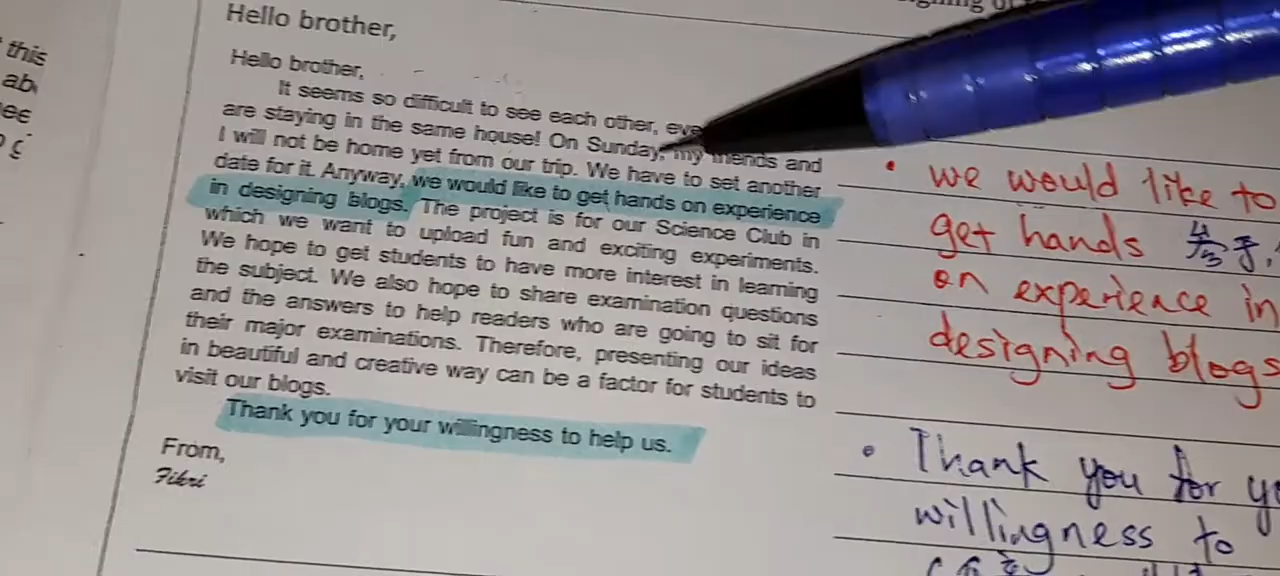 this
Hello brother,
Hello brother,
It seems so difficult to see each other,
are staying in the same house! On Sunday, my friends and
I will not be home yet from our trip. We have to set another
date for it. Anyway, we would like to get hands on experience
in designing blogs. The project is for our Science Club in
which we want to upload fun and exciting experiments.
We hope to get students to have more interest in learning
the subject. We also hope to share examination questions
and the answers to help readers who are going to sit for
their major examinations. Therefore, presenting our ideas
in beautiful and creative way can be a factor for students to
visit our blogs.
Thank you for your willingness to help us.
From,
Fikri
• we would like to
get hands
on experience in
designing blogs
• Thank you for
willingness to